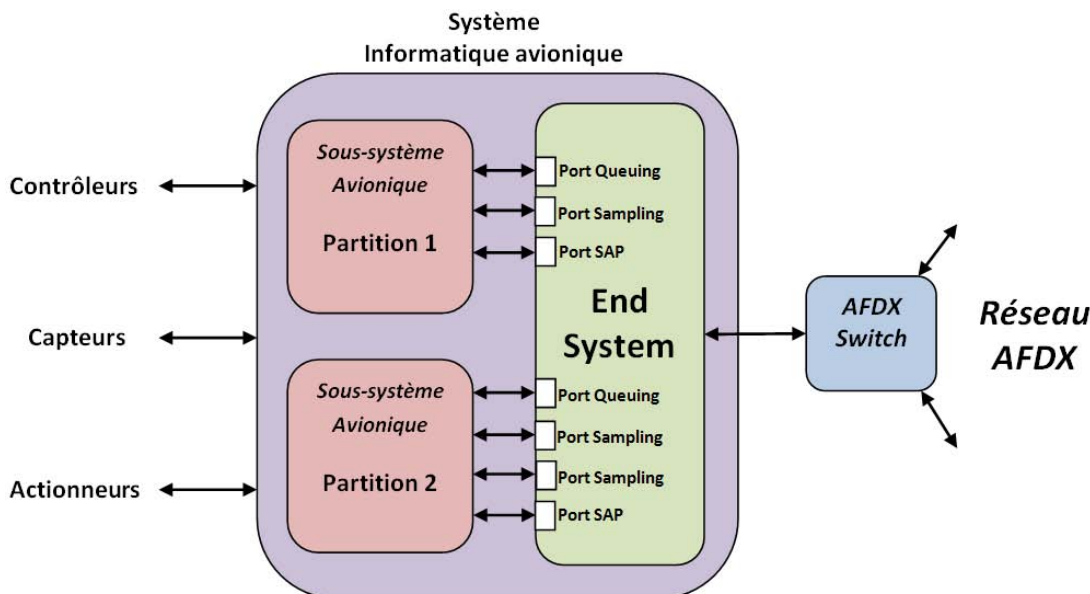 Système
Informatique avionique
Contrôleurs
Capteurs
Actionneurs
Sous-système
Avionique
Partition 1
Port Queuing
Port Sampling
Port SAP
End
System
Sous-système
Avionique
Partition 2
Port Queuing
Port Sampling
Port Sampling
Port SAP
AFDX
Switch
Réseau
AFDX